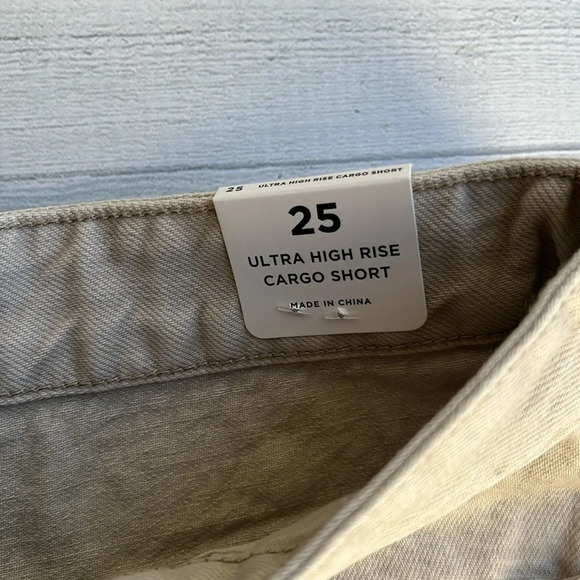 25 ULTRA HIGH RISE CARGO SHORT
25
ULTRA HIGH RISE
CARGO SHORT
MADE IN CHINA